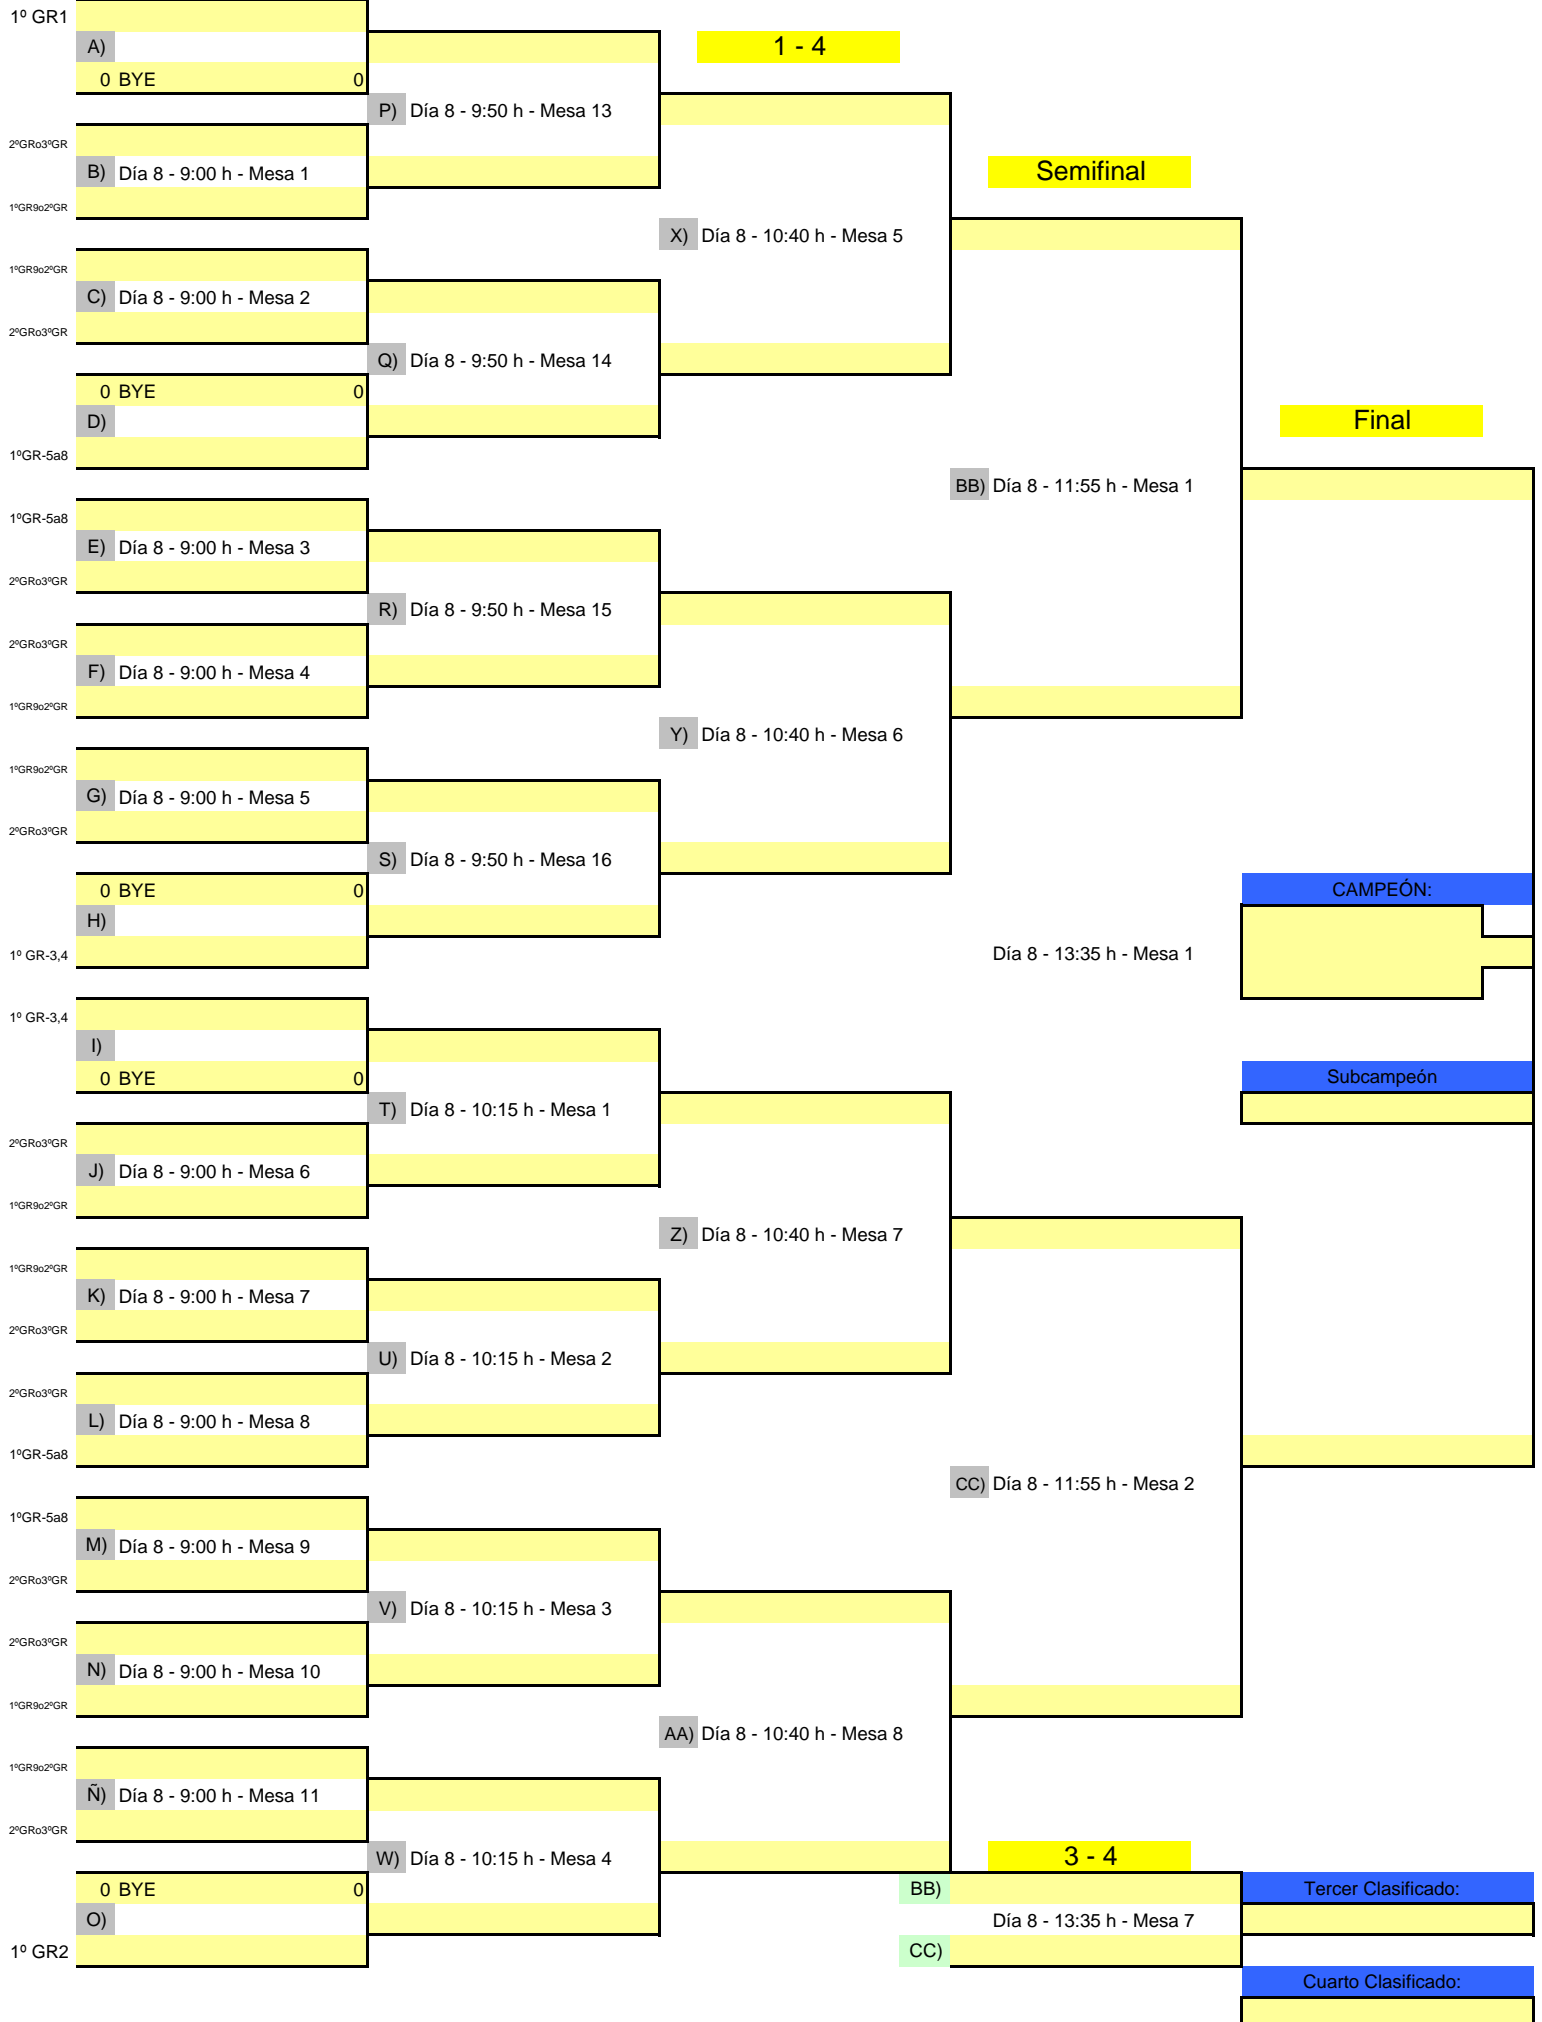 1º GR1
A)
0 BYE 0
1 - 4
P) Día 8 - 9:50 h - Mesa 13
2ºGRo3ºGR
B) Día 8 - 9:00 h - Mesa 1
1ºGR9o2ºGR
Semifinal
X) Día 8 - 10:40 h - Mesa 5
1ºGR9o2ºGR
C) Día 8 - 9:00 h - Mesa 2
2ºGRo3ºGR
Q) Día 8 - 9:50 h - Mesa 14
0 BYE 0
D)
1ºGR-5a8
Final
BB) Día 8 - 11:55 h - Mesa 1
1ºGR-5a8
E) Día 8 - 9:00 h - Mesa 3
2ºGRo3ºGR
R) Día 8 - 9:50 h - Mesa 15
2ºGRo3ºGR
F) Día 8 - 9:00 h - Mesa 4
1ºGR9o2ºGR
Y) Día 8 - 10:40 h - Mesa 6
1ºGR9o2ºGR
G) Día 8 - 9:00 h - Mesa 5
2ºGRo3ºGR
S) Día 8 - 9:50 h - Mesa 16
0 BYE 0
CAMPEÓN:
H)
1º GR-3,4
Día 8 - 13:35 h - Mesa 1
1º GR-3,4
I)
0 BYE 0
Subcampeón
T) Día 8 - 10:15 h - Mesa 1
2ºGRo3ºGR
J) Día 8 - 9:00 h - Mesa 6
1ºGR9o2ºGR
Z) Día 8 - 10:40 h - Mesa 7
1ºGR9o2ºGR
K) Día 8 - 9:00 h - Mesa 7
2ºGRo3ºGR
U) Día 8 - 10:15 h - Mesa 2
2ºGRo3ºGR
L) Día 8 - 9:00 h - Mesa 8
1ºGR-5a8
CC) Día 8 - 11:55 h - Mesa 2
1ºGR-5a8
M) Día 8 - 9:00 h - Mesa 9
2ºGRo3ºGR
V) Día 8 - 10:15 h - Mesa 3
2ºGRo3ºGR
N) Día 8 - 9:00 h - Mesa 10
1ºGR9o2ºGR
AA) Día 8 - 10:40 h - Mesa 8
1ºGR9o2ºGR
Ñ) Día 8 - 9:00 h - Mesa 11
2ºGRo3ºGR
W) Día 8 - 10:15 h - Mesa 4
3 - 4
0 BYE 0
BB)
Tercer Clasificado:
O)
Día 8 - 13:35 h - Mesa 7
1º GR2
CC)
Cuarto Clasificado: